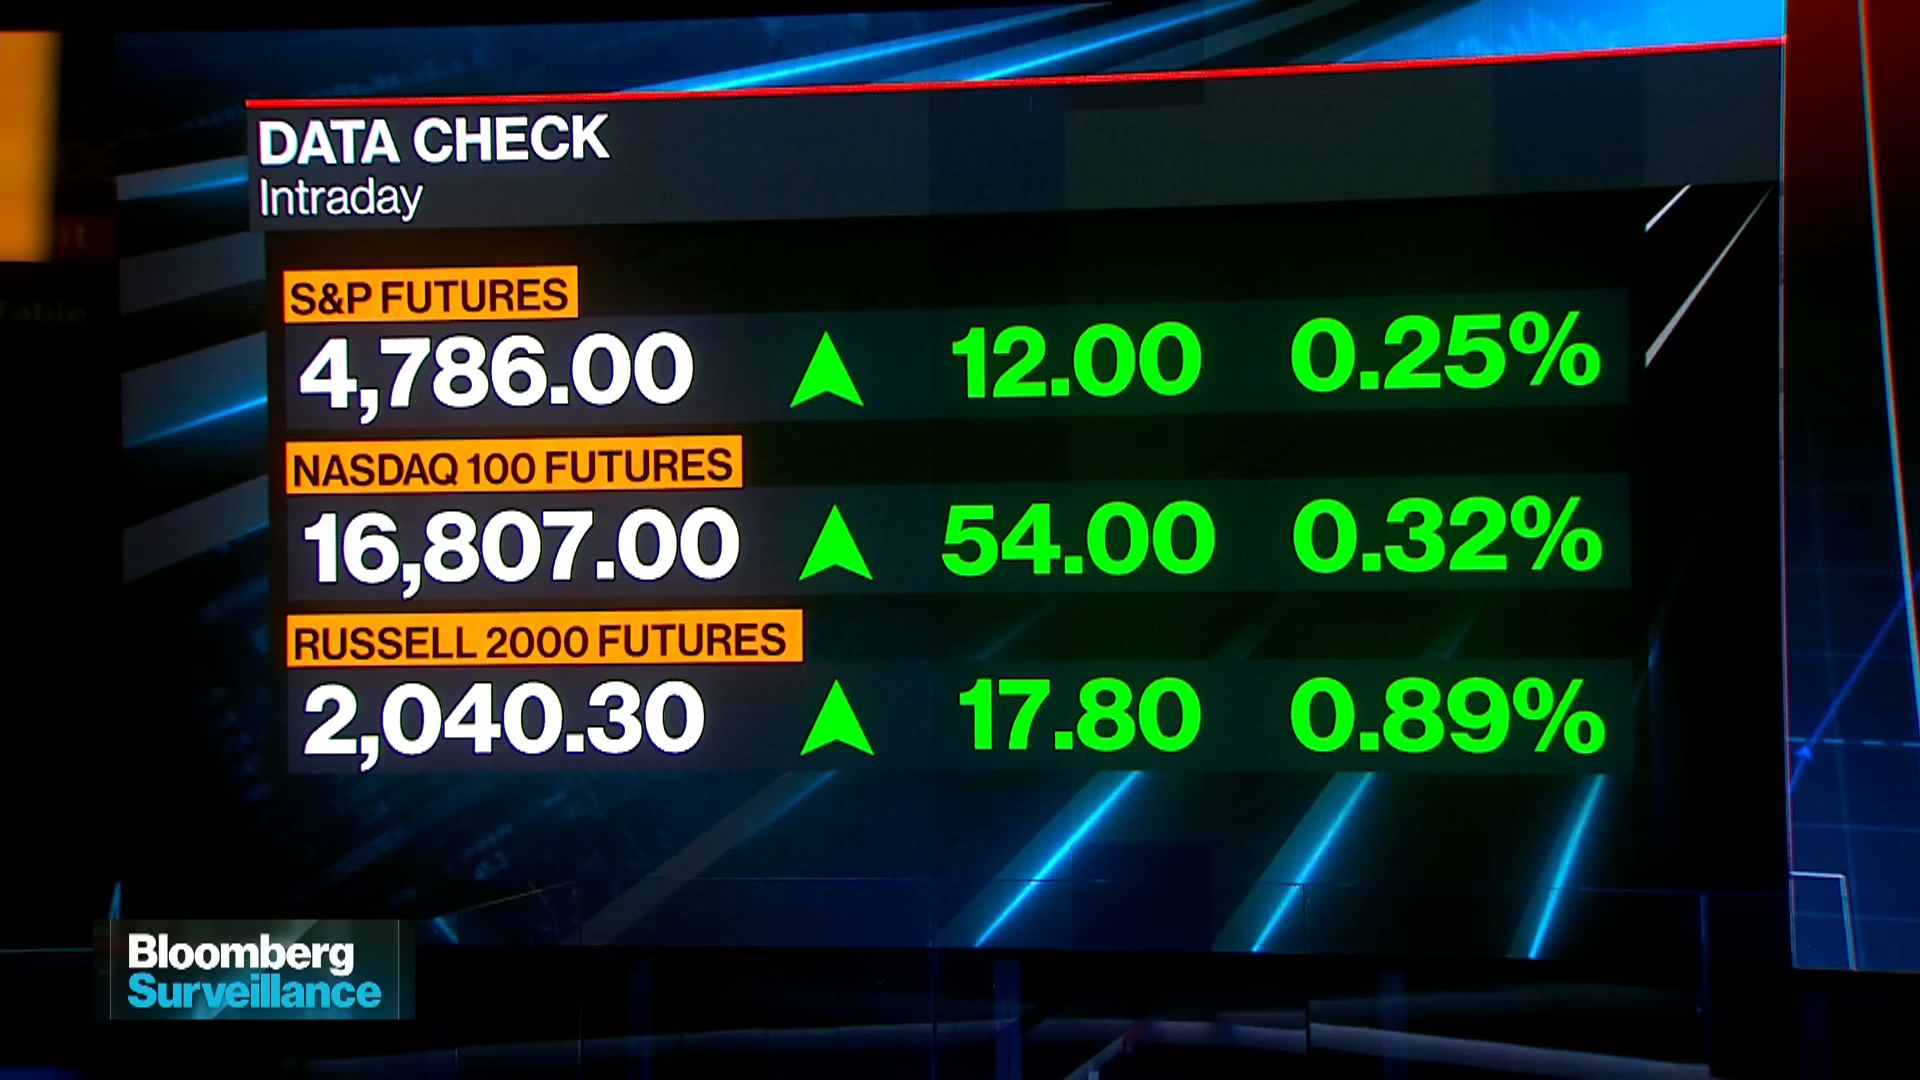 DATA CHECK
Intraday
S&P FUTURES
4,786.00 ▲ 12.00 0.25%
NASDAQ 100 FUTURES
16,807.00 ▲ 54.00 0.32%
RUSSELL 2000 FUTURES
2,040.30 ▲ 17.80 0.89%
Bloomberg
Surveillance